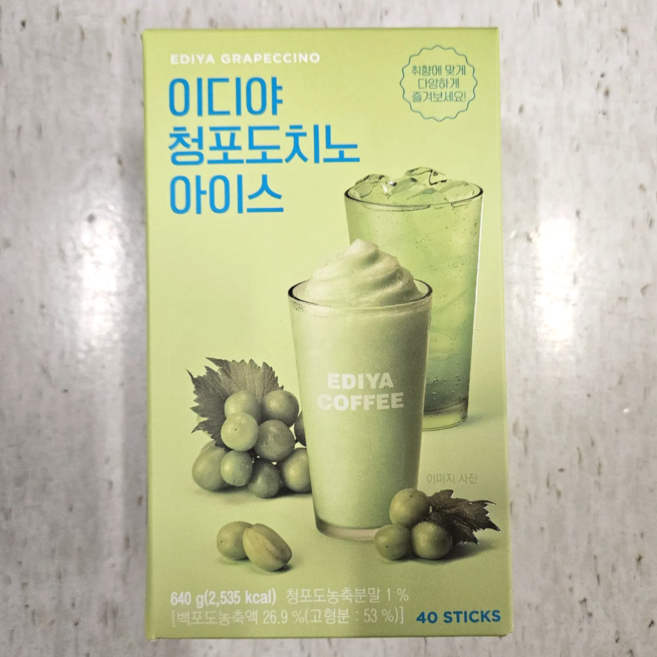 EDIYA GRAPECCINO
이디야
청포도치노
아이스
취향에 맞게
다양하게
즐겨보세요!
EDIYA
COFFEE
이미지 사진
640 g(2,535 kcal) 청포도농축분말 1 %
[백포도농축액 26.9 %(고형분 : 53 %)]
40 STICKS